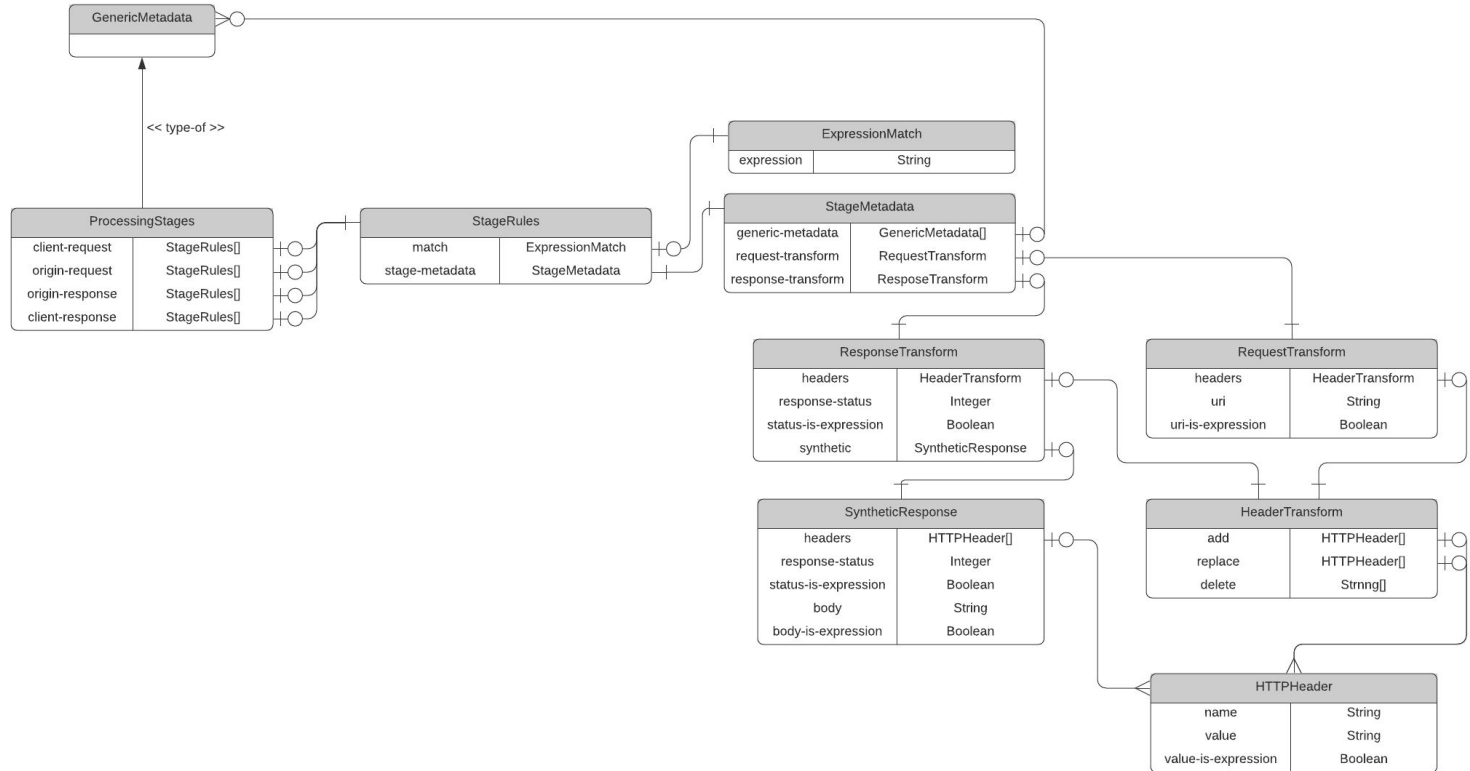 GenericMetadata
<< type-of >>
ExpressionMatch
expression String
ProcessingStages
client-request StageRules[]
origin-request StageRules[]
origin-response StageRules[]
client-response StageRules[]
StageRules
match ExpressionMatch
stage-metadata StageMetadata
StageMetadata
generic-metadata GenericMetadata[]
request-transform RequestTransform
response-transform ResposeTransform
ResponseTransform
headers HeaderTransform
response-status Integer
status-is-expression Boolean
synthetic SyntheticResponse
RequestTransform
headers HeaderTransform
uri String
uri-is-expression Boolean
SyntheticResponse
headers HTTPHeader[]
response-status Integer
status-is-expression Boolean
body String
body-is-expression Boolean
HeaderTransform
add HTTPHeader[]
replace HTTPHeader[]
delete Strnng[]
HTTPHeader
name String
value String
value-is-expression Boolean